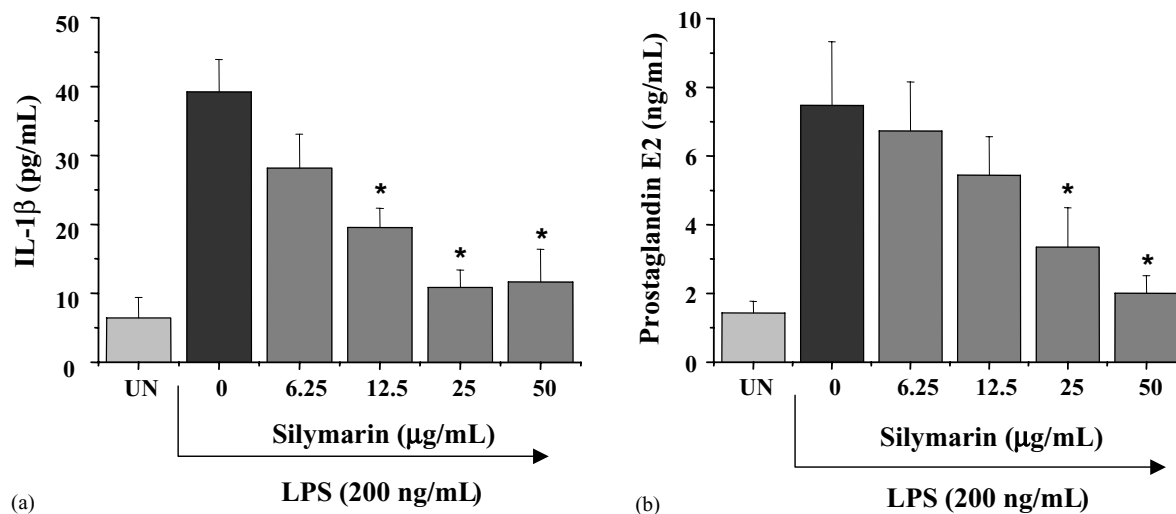 50
40
30
20
10
0
IL-1β (pg/mL)
*
*
*
UN
0
6.25
12.5
25
50
Silymarin (μg/mL)
LPS (200 ng/mL)
(a)
10
8
6
4
2
0
Prostaglandin E2 (ng/mL)
*
*
UN
0
6.25
12.5
25
50
Silymarin (μg/mL)
LPS (200 ng/mL)
(b)